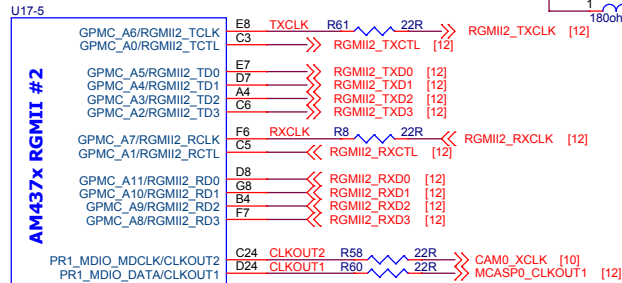 U17-5
1
180oh
AM437x RGMII #2
GPMC_A6/RGMII2_TCLK E8 TXCLK R61 22R RGMII2_TXCLK [12]
GPMC_A0/RGMII2_TCTL C3 RGMII2_TXCTL [12]
GPMC_A5/RGMII2_TD0 E7 RGMII2_TXD0 [12]
GPMC_A4/RGMII2_TD1 D7 RGMII2_TXD1 [12]
GPMC_A3/RGMII2_TD2 A4 RGMII2_TXD2 [12]
GPMC_A2/RGMII2_TD3 C6 RGMII2_TXD3 [12]
GPMC_A7/RGMII2_RCLK F6 RXCLK R8 22R RGMII2_RXCLK [12]
GPMC_A1/RGMII2_RCTL C5 RGMII2_RXCTL [12]
GPMC_A11/RGMII2_RD0 D8 RGMII2_RXD0 [12]
GPMC_A10/RGMII2_RD1 G8 RGMII2_RXD1 [12]
GPMC_A9/RGMII2_RD2 B4 RGMII2_RXD2 [12]
GPMC_A8/RGMII2_RD3 F7 RGMII2_RXD3 [12]
PR1_MDIO_MDCLK/CLKOUT2 C24 CLKOUT2 R58 22R CAM0_XCLK [10]
PR1_MDIO_DATA/CLKOUT1 D24 CLKOUT1 R60 22R MCASP0_CLKOUT1 [12]